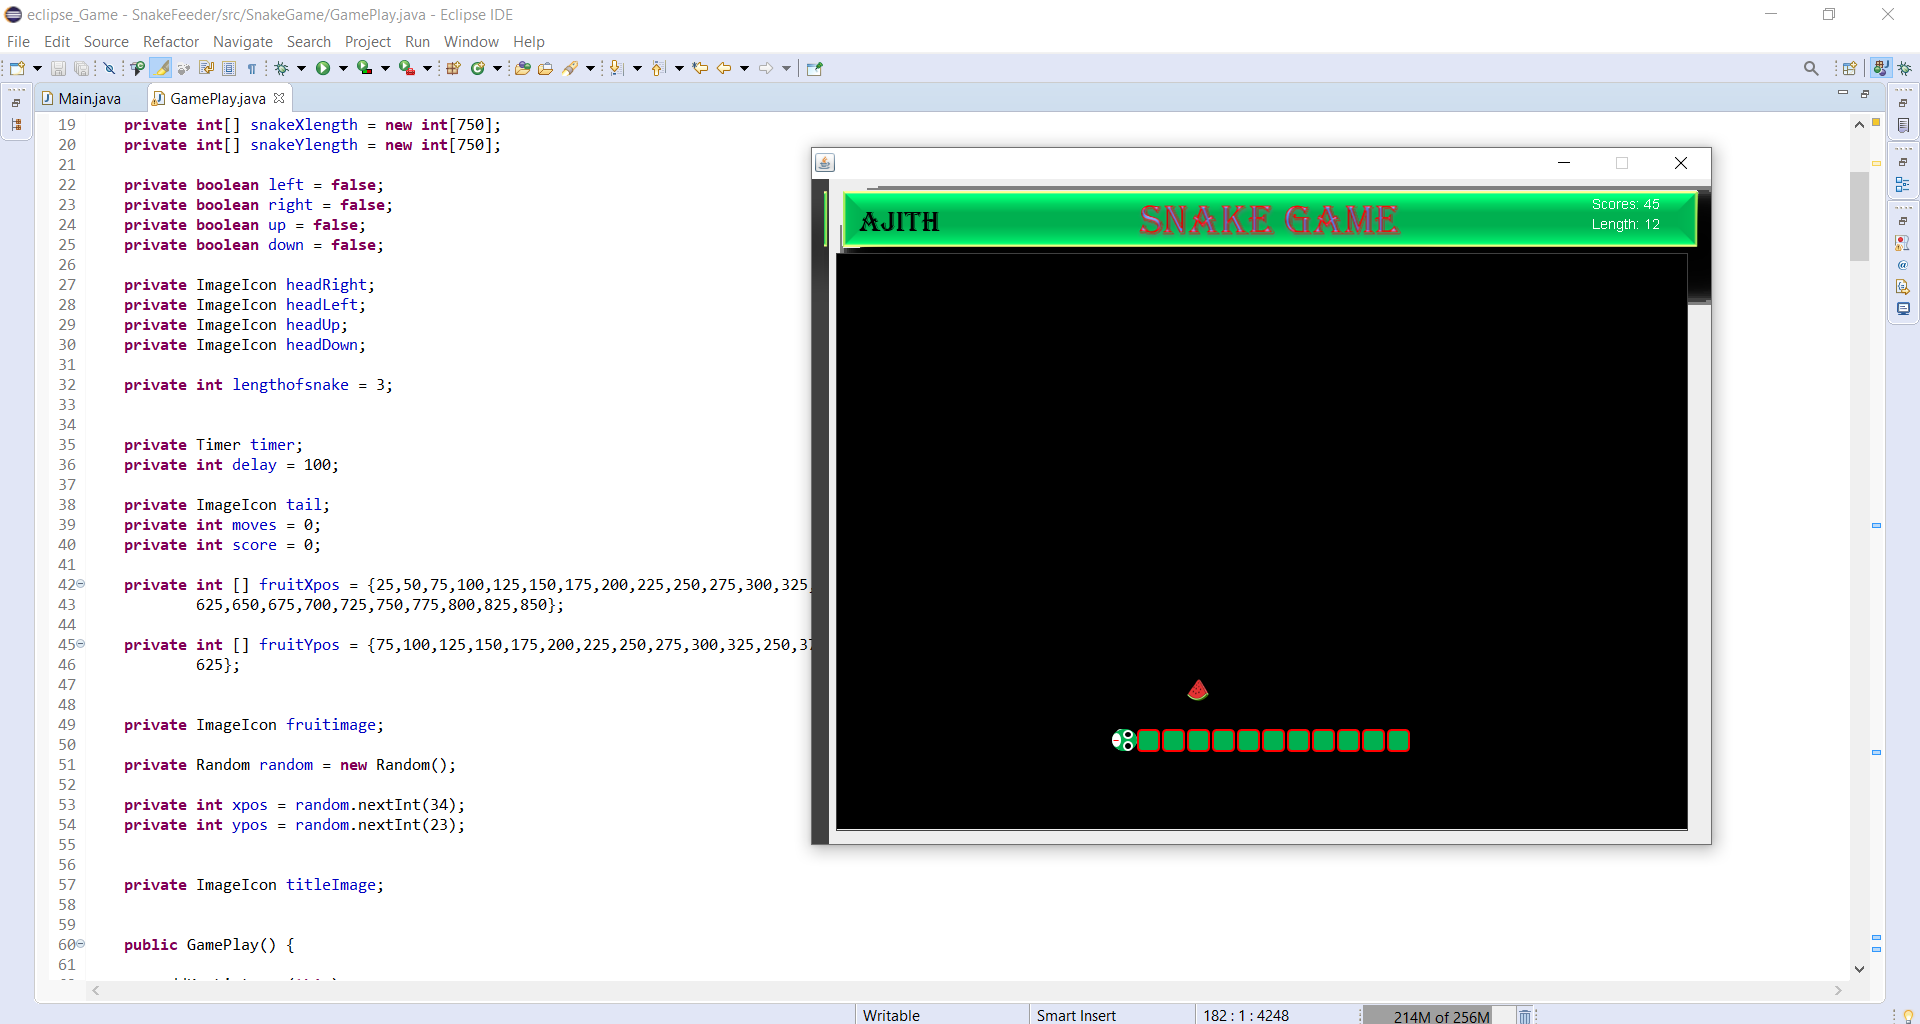 eclipse_Game - SnakeFeeder/src/SnakeGame/GamePlay.java - Eclipse IDE
File Edit Source Refactor Navigate Search Project Run Window Help
Main.java GamePlay.java
19 private int[] snakeXlength = new int[750];
20 private int[] snakeYlength = new int[750];
21
22 private boolean left = false;
23 private boolean right = false;
24 private boolean up = false;
25 private boolean down = false;
26
27 private ImageIcon headRight;
28 private ImageIcon headLeft;
29 private ImageIcon headUp;
30 private ImageIcon headDown;
31
32 private int lengthofsnake = 3;
33
34
35 private Timer timer;
36 private int delay = 100;
37
38 private ImageIcon tail;
39 private int moves = 0;
40 private int score = 0;
41
42 private int [] fruitXpos = {25,50,75,100,125,150,175,200,225,250,275,300,325,
43 625,650,675,700,725,750,775,800,825,850};
44
45 private int [] fruitYpos = {75,100,125,150,175,200,225,250,275,300,325,250,
46 625};
47
48
49 private ImageIcon fruitimage;
50
51 private Random random = new Random();
52
53 private int xpos = random.nextInt(34);
54 private int ypos = random.nextInt(23);
55
56
57 private ImageIcon titleImage;
58
59
60 public GamePlay() {
61
AJITH
SNAKE GAME
Scores: 45
Length: 12
Writable Smart Insert 182 : 1 : 4248 214M of 256M